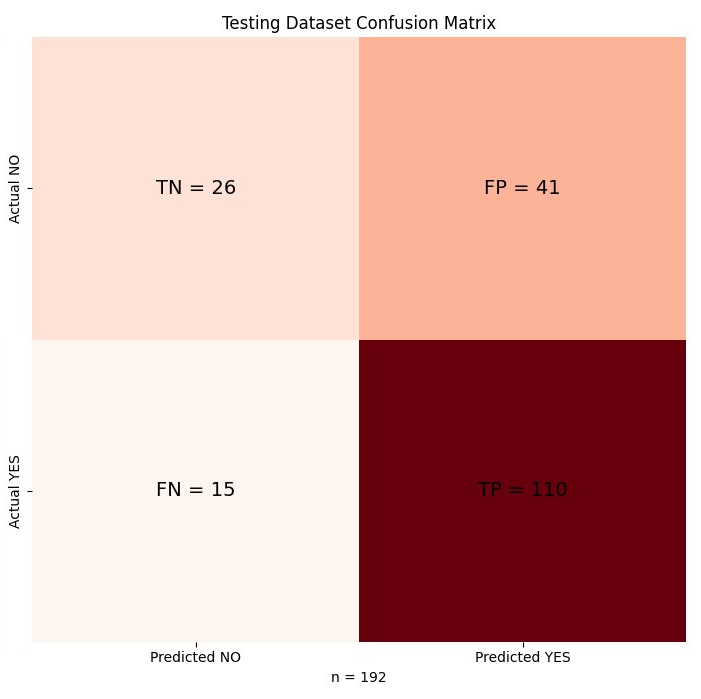 Testing Dataset Confusion Matrix
Actual NO
TN = 26
FP = 41
Actual YES
FN = 15
TP = 110
Predicted NO
Predicted YES
n = 192